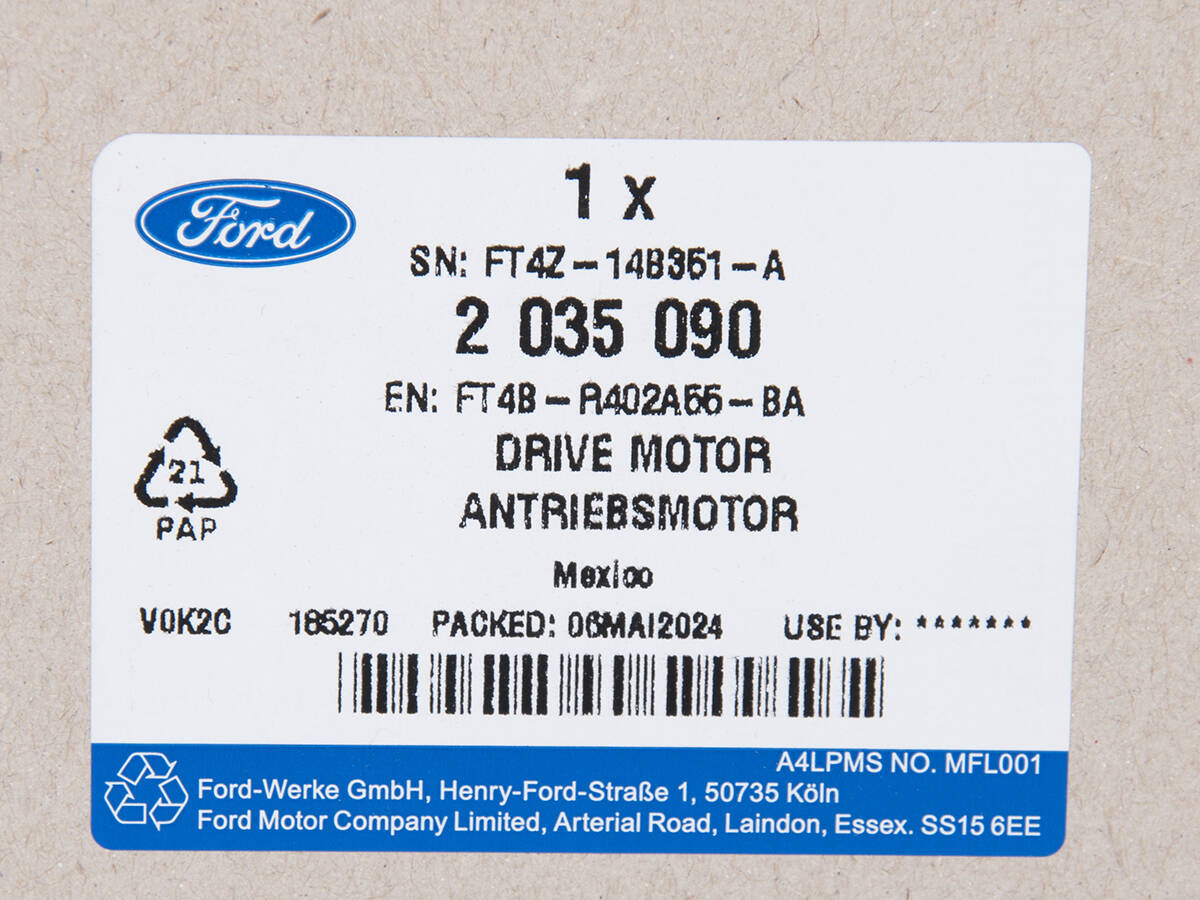 Ford
1 x
SN: FT4Z-14B351-A
2 035 090
EN: FT4B-R402A55-BA
DRIVE MOTOR
ANTRIEBSMOTOR
21
PAP
Mexico
V0K2C 185270 PACKED: 06MAI2024 USE BY: *******
A4LPMS NO. MFL001
Ford-Werke GmbH, Henry-Ford-Straße 1, 50735 Köln
Ford Motor Company Limited, Arterial Road, Laindon, Essex. SS15 6EE